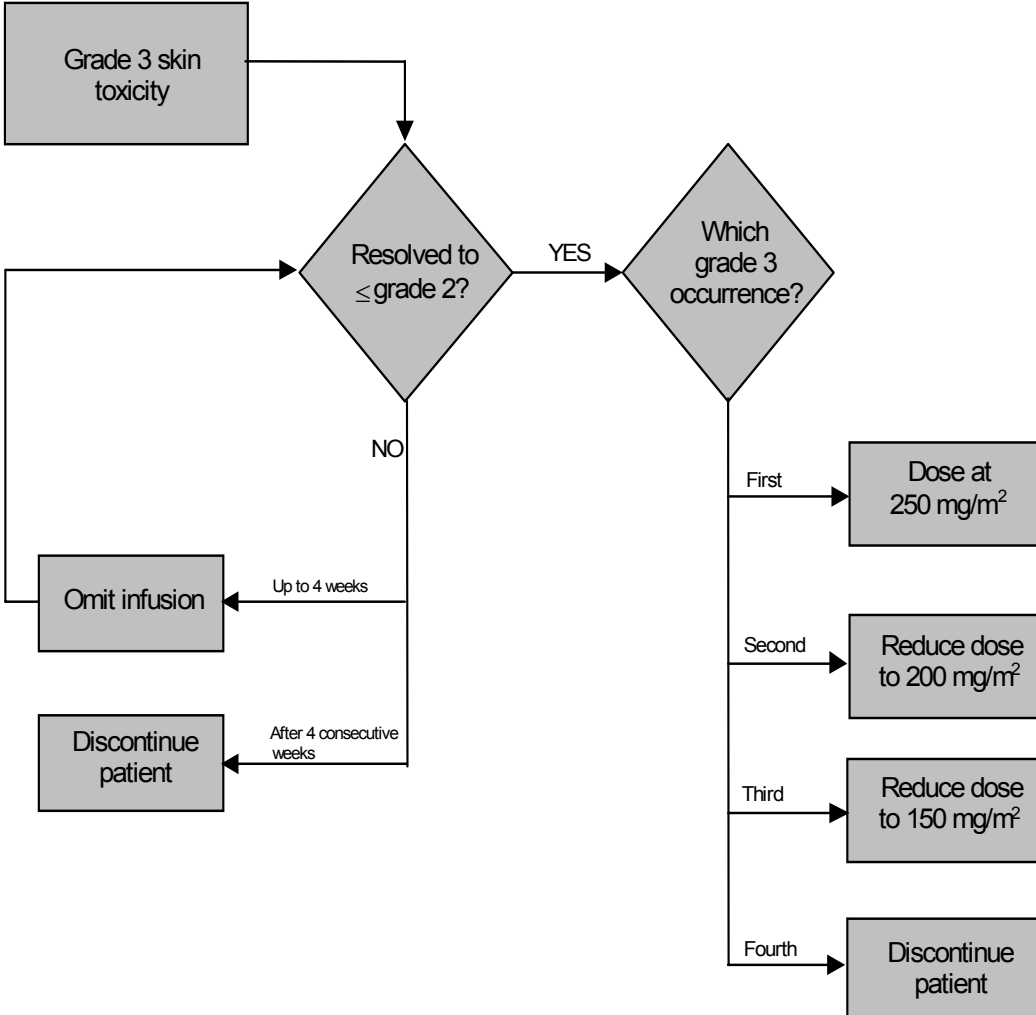 Grade 3 skin
toxicity
Resolved to
≤ grade 2?
YES
Which
grade 3
occurrence?
NO
First
Dose at
250 mg/m²
Up to 4 weeks
Omit infusion
Second
Reduce dose
to 200 mg/m²
After 4 consecutive
weeks
Discontinue
patient
Third
Reduce dose
to 150 mg/m²
Fourth
Discontinue
patient